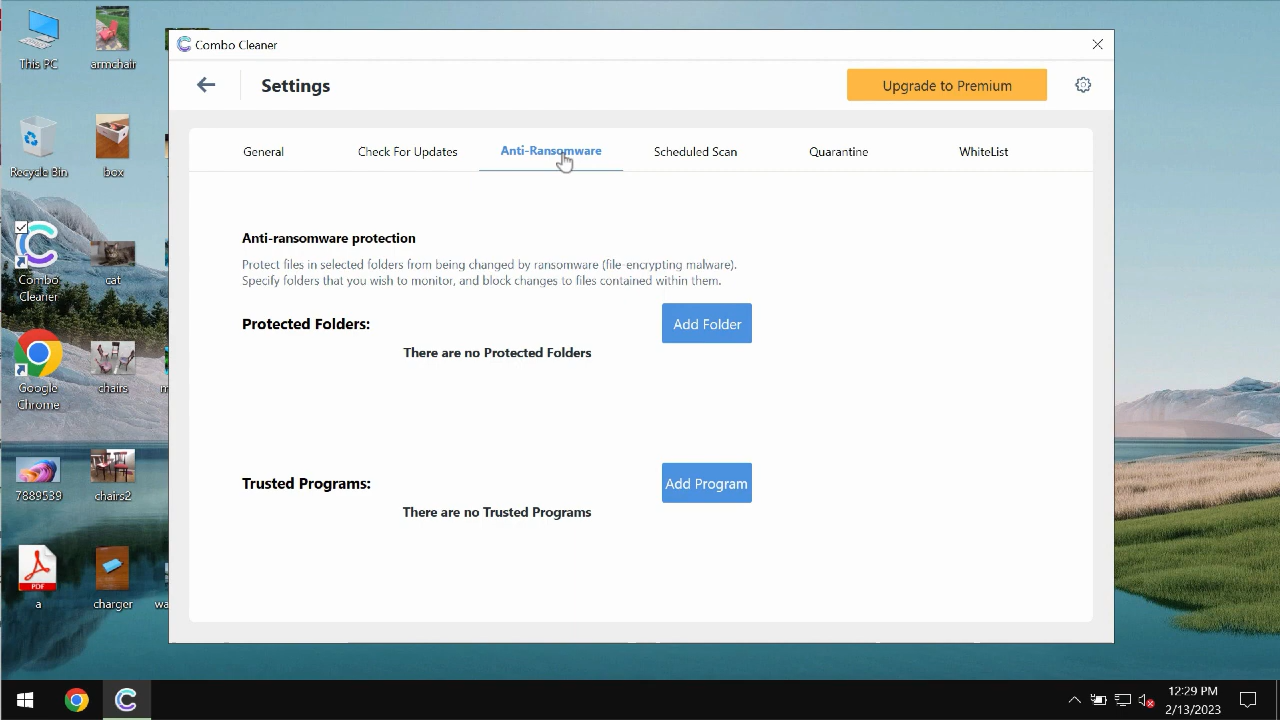 Combo Cleaner
Settings
Upgrade to Premium
General
Check For Updates
Anti-Ransomware
Scheduled Scan
Quarantine
WhiteList
Anti-ransomware protection
Protect files in selected folders from being changed by ransomware (file-encrypting malware).
Specify folders that you wish to monitor, and block changes to files contained within them.
Protected Folders:
Add Folder
There are no Protected Folders
Trusted Programs:
Add Program
There are no Trusted Programs
This PC
armchair
Recycle Bin
box
Combo
Cleaner
cat
Google
Chrome
chairs
7889539
chairs2
PDF
a
charger
wa
12:29 PM
2/13/2023